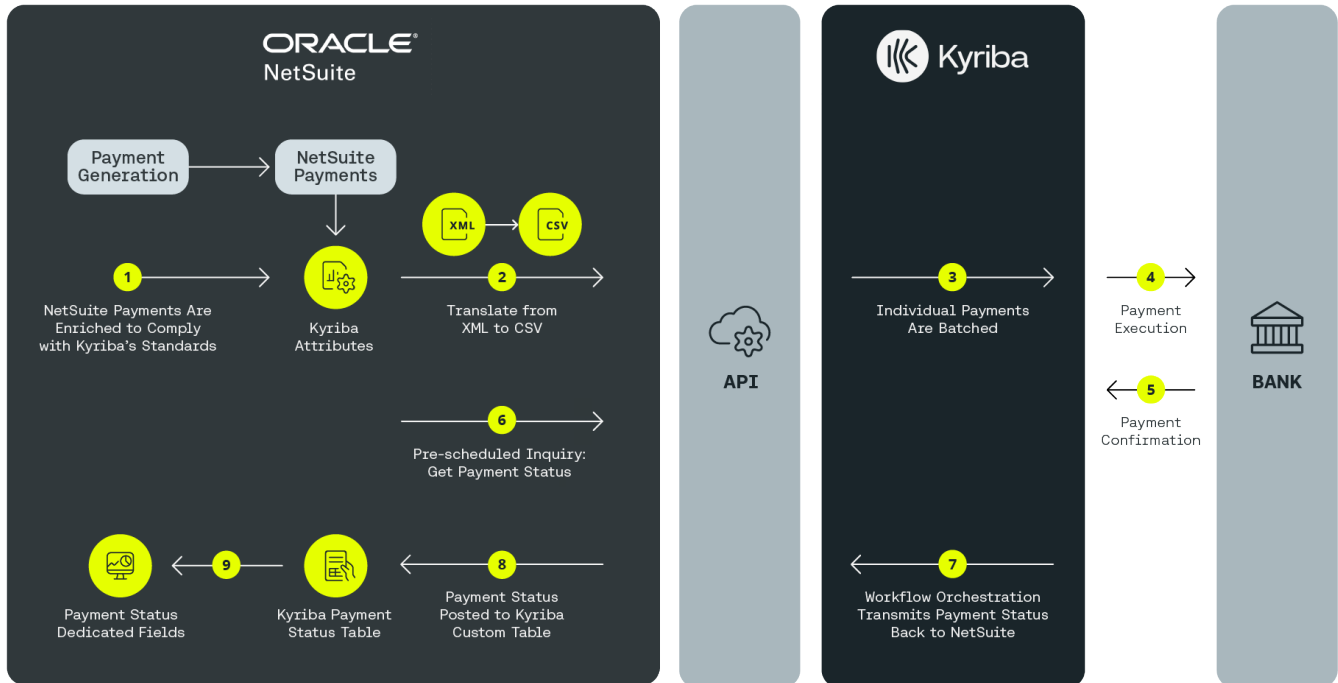 ORACLE®
NetSuite
Kyriba
Payment
Generation
NetSuite
Payments
XML
CSV
1
NetSuite Payments Are
Enriched to Comply
with Kyriba's Standards
Kyriba
Attributes
2
Translate from
XML to CSV
API
3
Individual Payments
Are Batched
4
Payment
Execution
5
Payment
Confirmation
BANK
6
Pre-scheduled Inquiry:
Get Payment Status
7
Workflow Orchestration
Transmits Payment Status
Back to NetSuite
8
Payment Status
Posted to Kyriba
Custom Table
Kyriba Payment
Status Table
9
Payment Status
Dedicated Fields